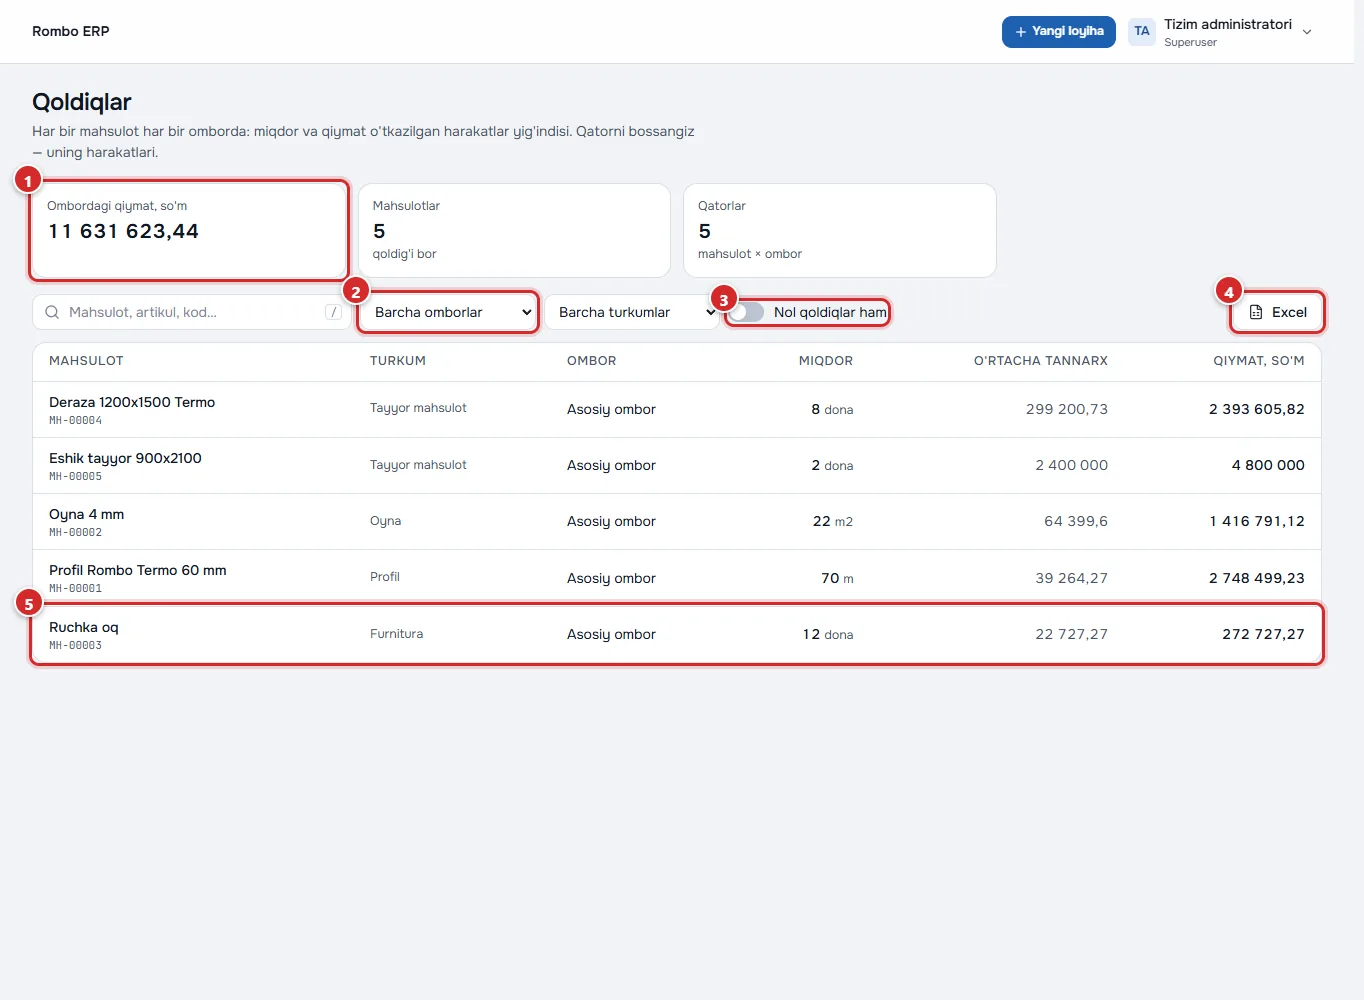 Rombo ERP
+ Yangi loyiha
TA
Tizim administratori
Superuser
Qoldiqlar
Har bir mahsulot har bir omborda: miqdor va qiymat o'tkazilgan harakatlar yig'indisi. Qatorni bossangiz
— uning harakatlari.
1
Ombordagi qiymat, so'm
11 631 623,44
Mahsulotlar
5
qoldig'i bor
Qatorlar
5
mahsulot × ombor
Mahsulot, artikul, kod... /
2
Barcha omborlar
Barcha turkumlar
3
Nol qoldiqlar ham
4
Excel
MAHSULOT TURKUM OMBOR MIQDOR O'RTACHA TANNARX QIYMAT, SO'M
Deraza 1200x1500 Termo Tayyor mahsulot Asosiy ombor 8 dona 299 200,73 2 393 605,82
MH-00004
Eshik tayyor 900x2100 Tayyor mahsulot Asosiy ombor 2 dona 2 400 000 4 800 000
MH-00005
Oyna 4 mm Oyna Asosiy ombor 22 m2 64 399,6 1 416 791,12
MH-00002
Profil Rombo Termo 60 mm Profil Asosiy ombor 70 m 39 264,27 2 748 499,23
MH-00001
5
Ruchka oq Furnitura Asosiy ombor 12 dona 22 727,27 272 727,27
MH-00003